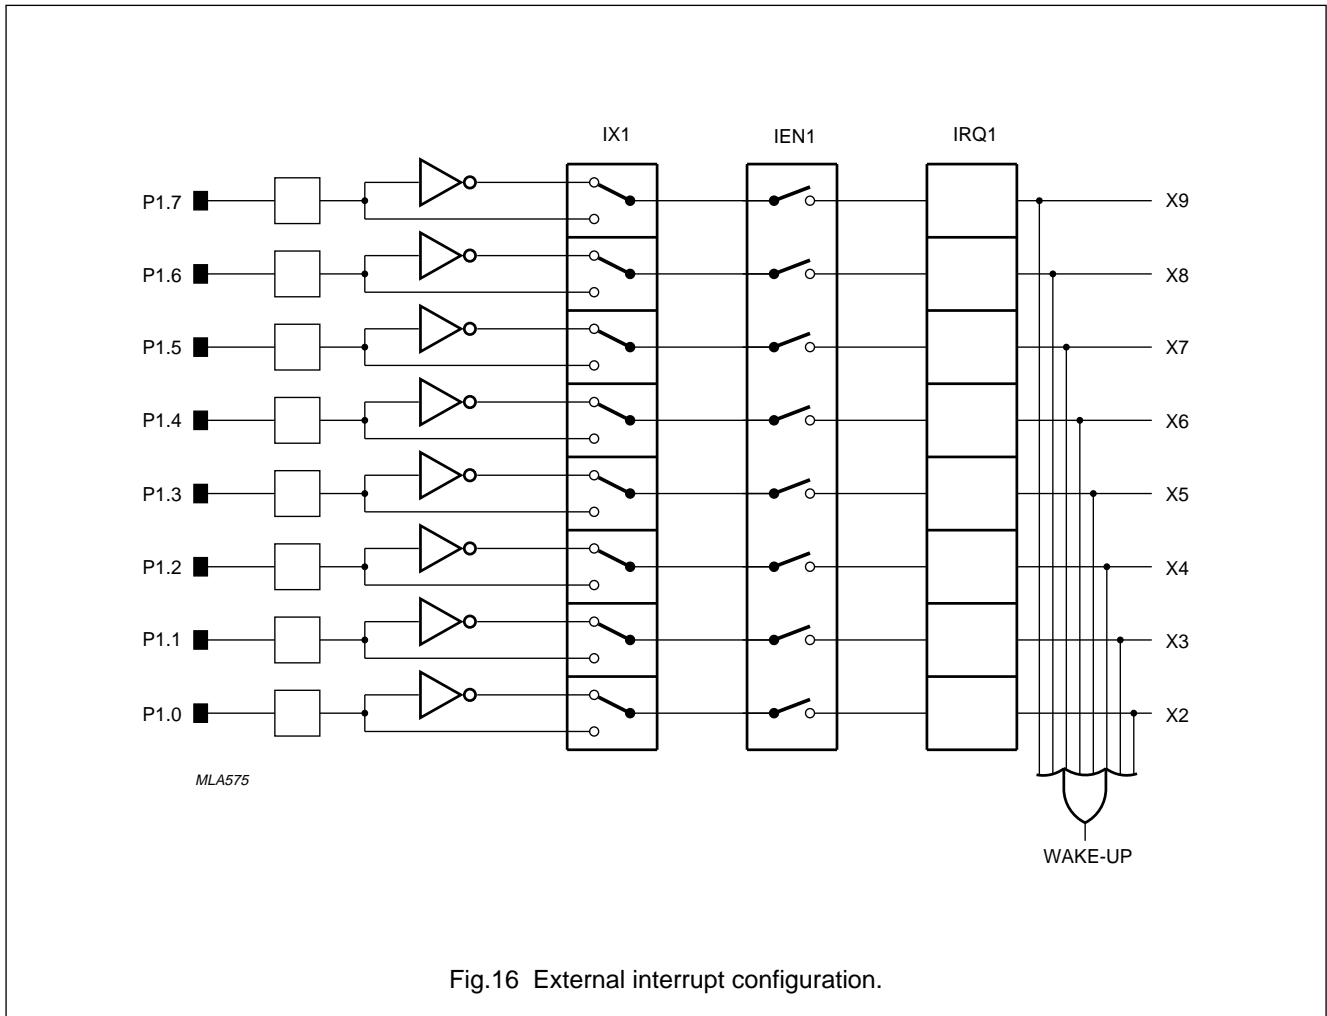 IX1 IEN1 IRQ1
P1.7 X9
P1.6 X8
P1.5 X7
P1.4 X6
P1.3 X5
P1.2 X4
P1.1 X3
P1.0 X2
MLA575
WAKE-UP
Fig.16 External interrupt configuration.